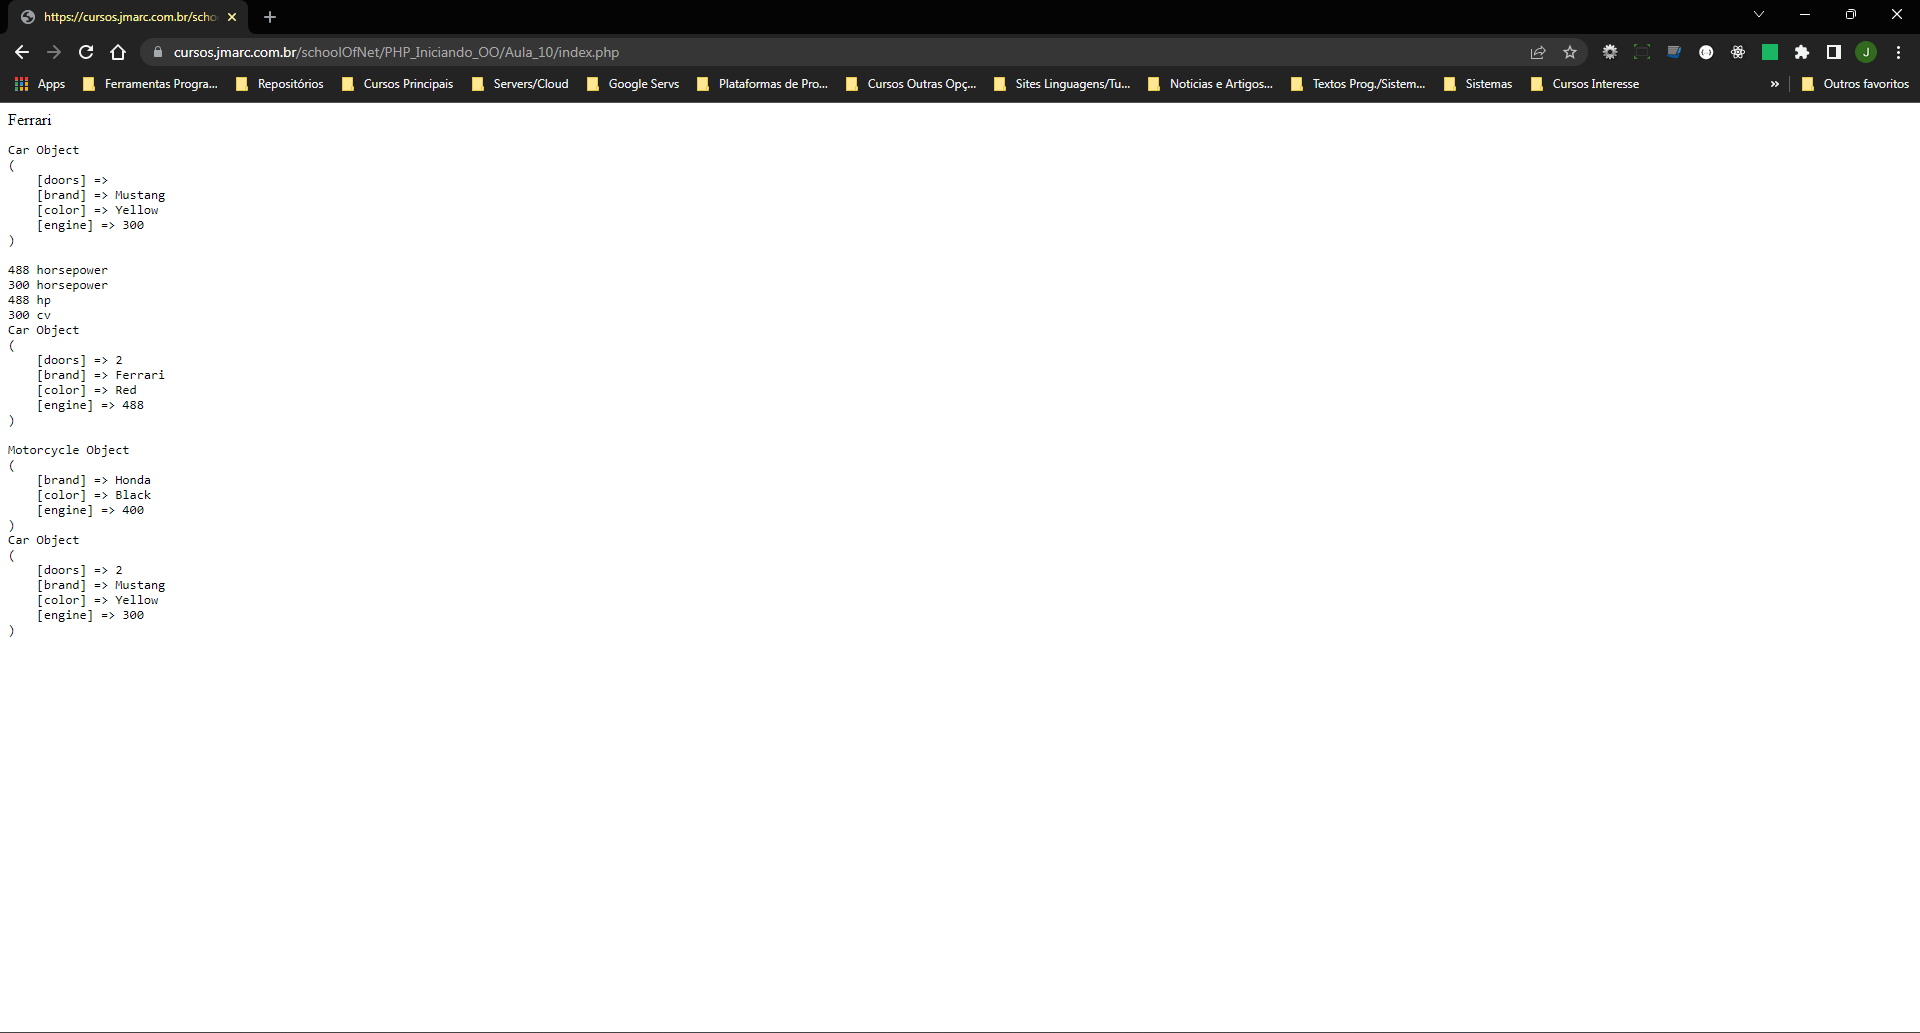 https://cursos.jmarc.com.br/scho
cursos.jmarc.com.br/schoolOfNet/PHP_Iniciando_OO/Aula_10/index.php
J
Apps Ferramentas Progra... Repositórios Cursos Principais Servers/Cloud Google Servs Plataformas de Pro... Cursos Outras Opç... Sites Linguagens/Tu... Noticias e Artigos... Textos Prog./Sistem... Sistemas Cursos Interesse » Outros favoritos
Ferrari
Car Object
(
    [doors] =>
    [brand] => Mustang
    [color] => Yellow
    [engine] => 300
)
488 horsepower
300 horsepower
488 hp
300 cv
Car Object
(
    [doors] => 2
    [brand] => Ferrari
    [color] => Red
    [engine] => 488
)
Motorcycle Object
(
    [brand] => Honda
    [color] => Black
    [engine] => 400
)
Car Object
(
    [doors] => 2
    [brand] => Mustang
    [color] => Yellow
    [engine] => 300
)